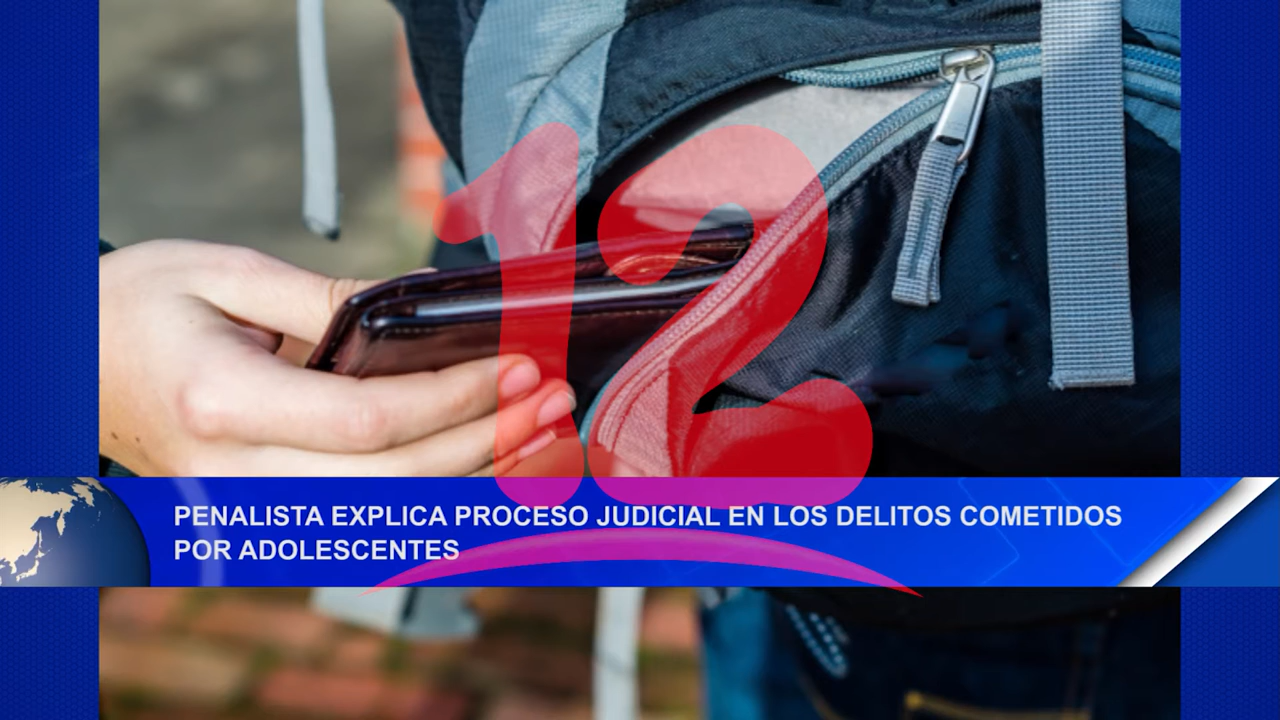 12
PENALISTA EXPLICA PROCESO JUDICIAL EN LOS DELITOS COMETIDOS
POR ADOLESCENTES